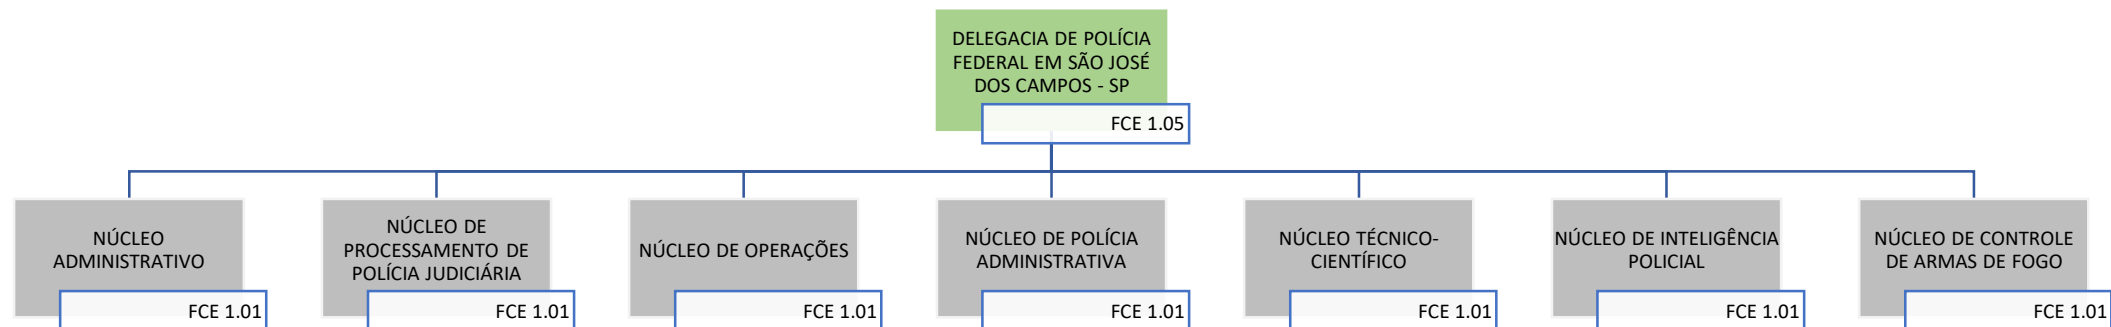 DELEGACIA DE POLÍCIA
FEDERAL EM SÃO JOSÉ
DOS CAMPOS - SP
FCE 1.05
NÚCLEO
ADMINISTRATIVO
FCE 1.01
NÚCLEO DE
PROCESSAMENTO DE
POLÍCIA JUDICIÁRIA
FCE 1.01
NÚCLEO DE OPERAÇÕES
FCE 1.01
NÚCLEO DE POLÍCIA
ADMINISTRATIVA
FCE 1.01
NÚCLEO TÉCNICO-
CIENTÍFICO
FCE 1.01
NÚCLEO DE INTELIGÊNCIA
POLICIAL
FCE 1.01
NÚCLEO DE CONTROLE
DE ARMAS DE FOGO
FCE 1.01